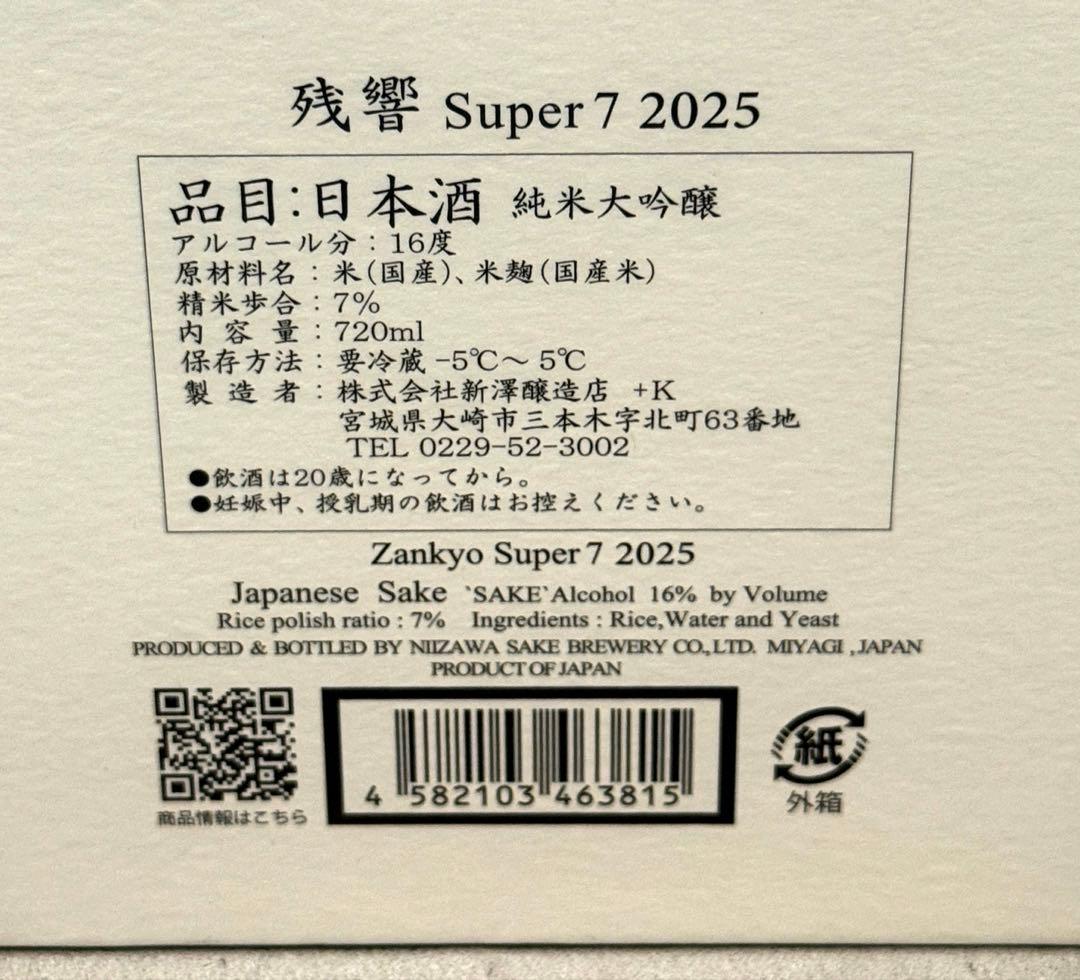 残響 Super 7 2025
品目:日本酒 純米大吟醸
アルコール分：16度
原材料名：米(国産)、米麹(国産米)
精米歩合：7%
内容量：720ml
保存方法：要冷蔵 -5℃〜5℃
製造者：株式会社新澤醸造店 +K
宮城県大崎市三本木字北町63番地
TEL 0229-52-3002
●飲酒は20歳になってから。
●妊娠中、授乳期の飲酒はお控えください。
Zankyo Super 7 2025
Japanese Sake `SAKE` Alcohol 16% by Volume
Rice polish ratio : 7% Ingredients : Rice,Water and Yeast
PRODUCED & BOTTLED BY NIIZAWA SAKE BREWERY CO.,LTD. MIYAGI ,JAPAN
PRODUCT OF JAPAN
4 582103 463815
紙
外箱
商品情報はこちら